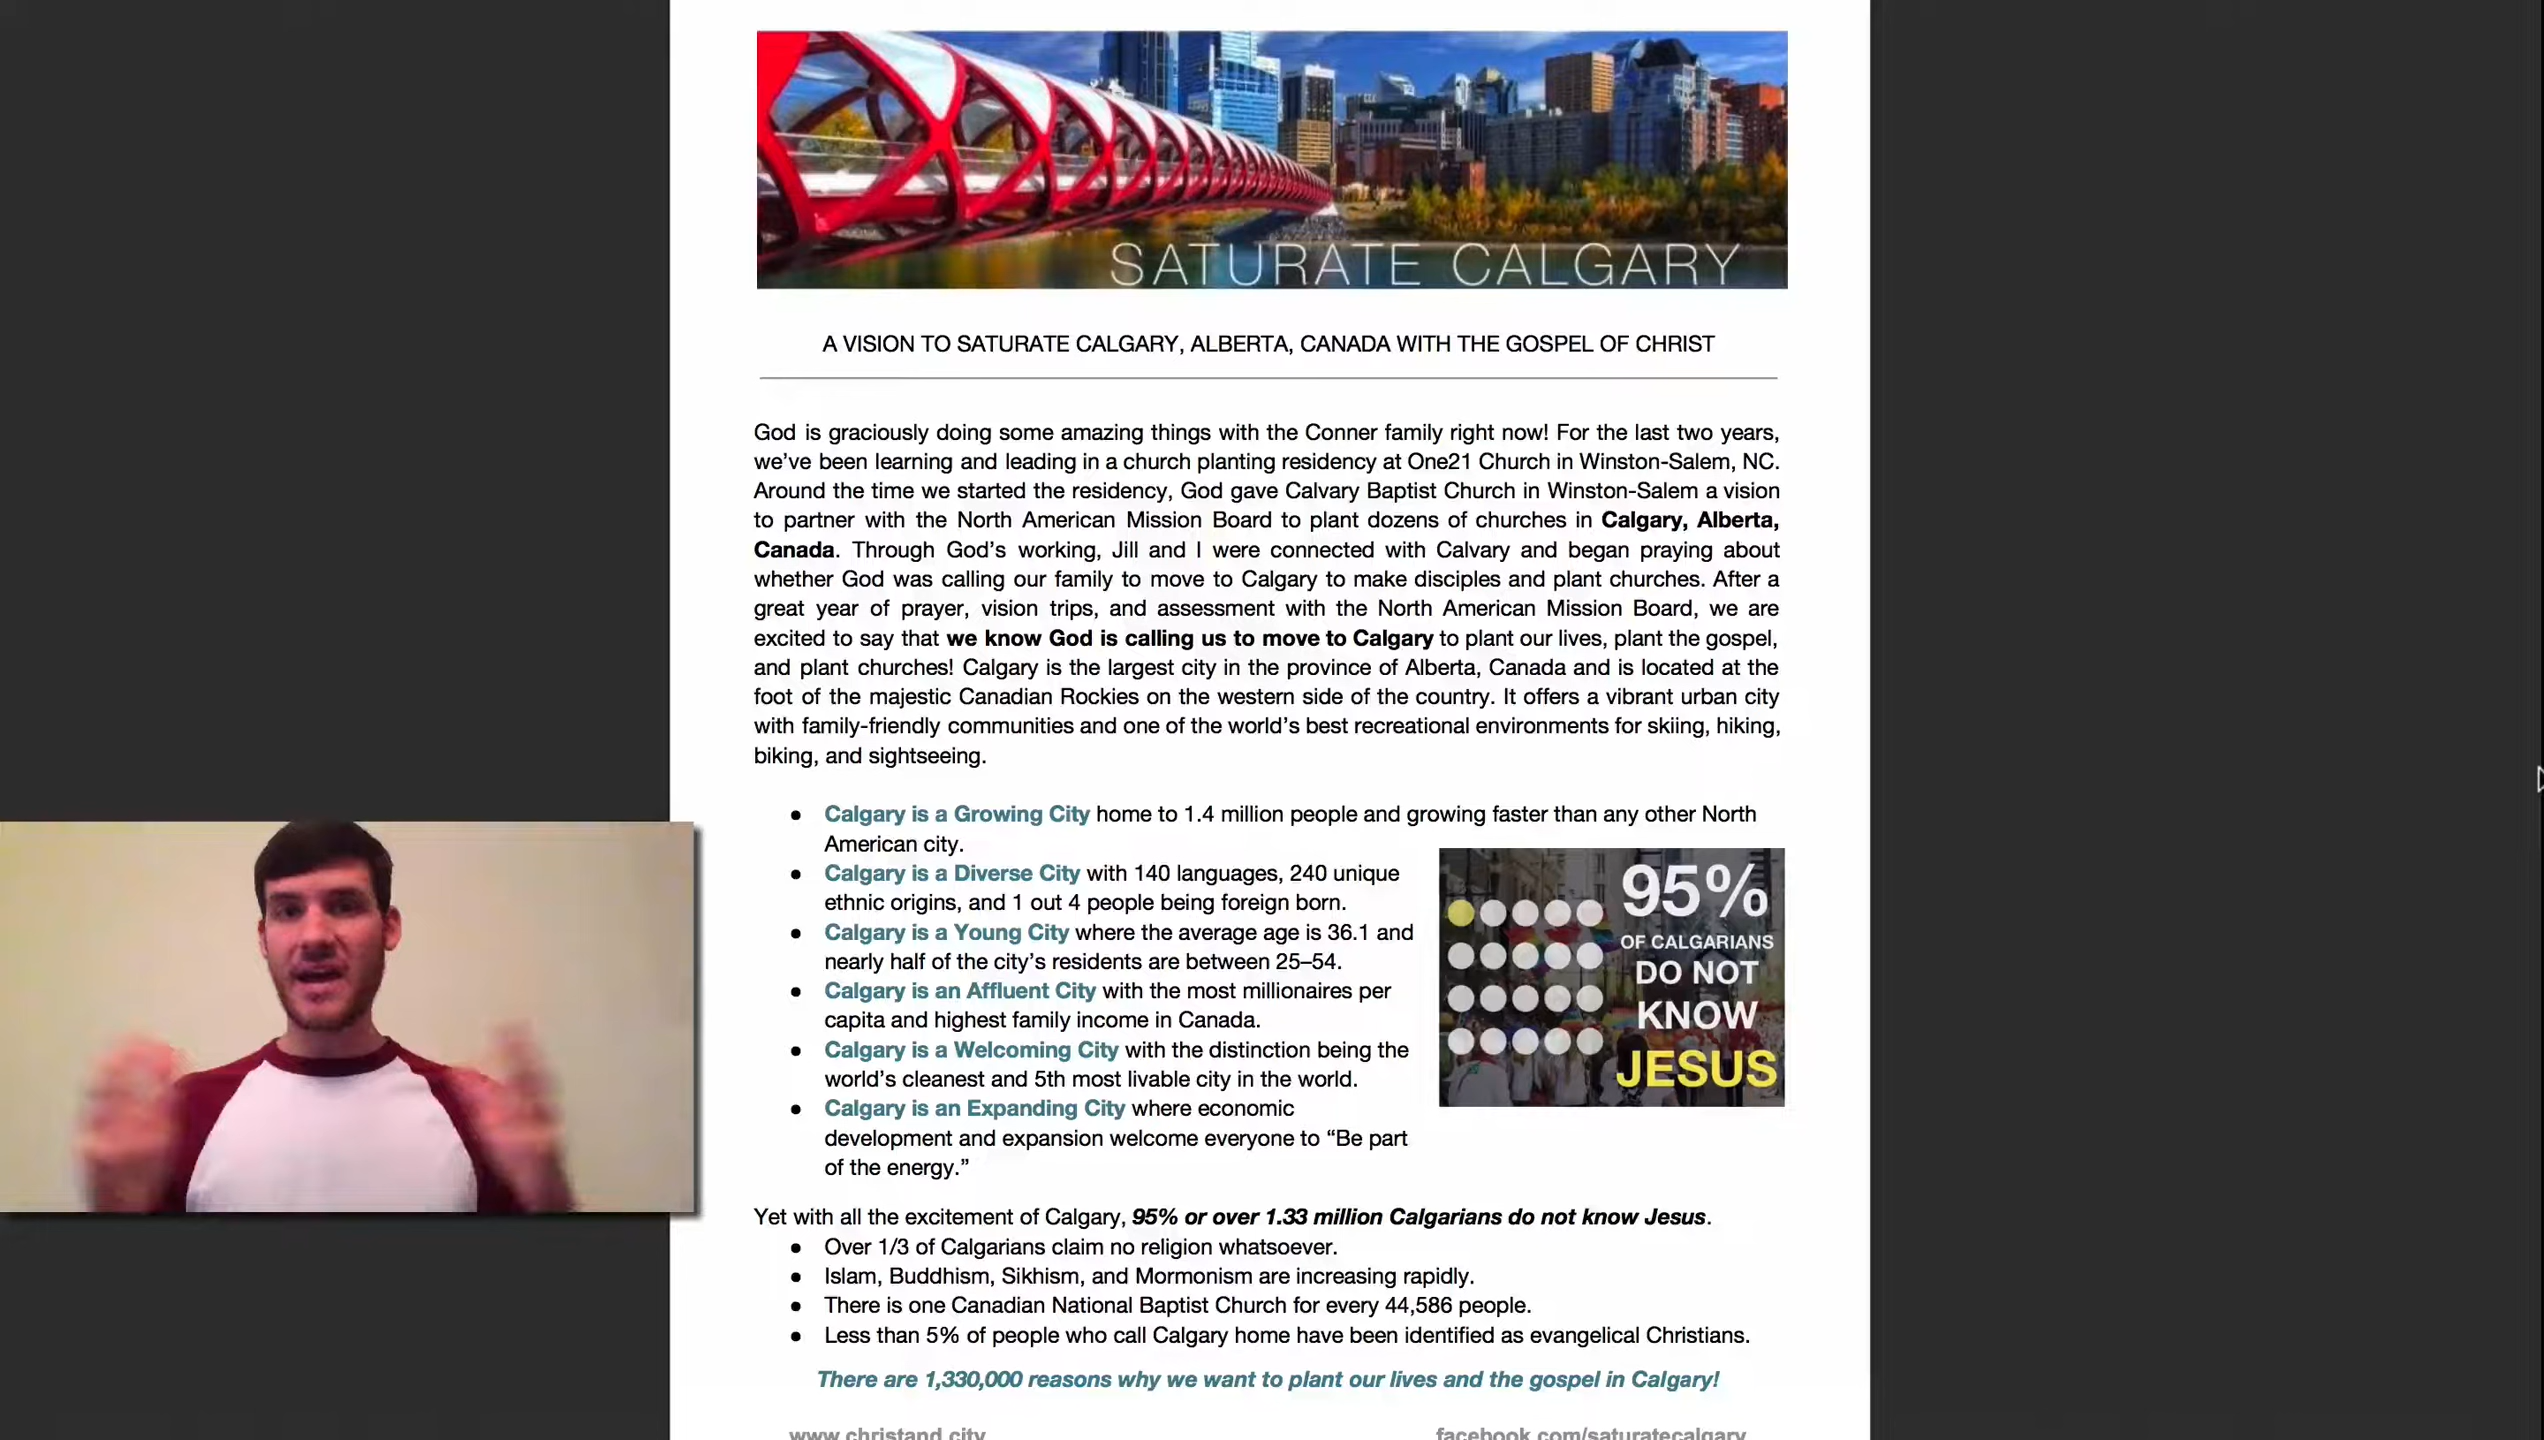 SATURATE CALGARY
A VISION TO SATURATE CALGARY, ALBERTA, CANADA WITH THE GOSPEL OF CHRIST
God is graciously doing some amazing things with the Conner family right now! For the last two years,
we’ve been learning and leading in a church planting residency at One21 Church in Winston-Salem, NC.
Around the time we started the residency, God gave Calvary Baptist Church in Winston-Salem a vision
to partner with the North American Mission Board to plant dozens of churches in Calgary, Alberta,
Canada. Through God’s working, Jill and I were connected with Calvary and began praying about
whether God was calling our family to move to Calgary to make disciples and plant churches. After a
great year of prayer, vision trips, and assessment with the North American Mission Board, we are
excited to say that we know God is calling us to move to Calgary to plant our lives, plant the gospel,
and plant churches! Calgary is the largest city in the province of Alberta, Canada and is located at the
foot of the majestic Canadian Rockies on the western side of the country. It offers a vibrant urban city
with family-friendly communities and one of the world’s best recreational environments for skiing, hiking,
biking, and sightseeing.
● Calgary is a Growing City home to 1.4 million people and growing faster than any other North
American city.
● Calgary is a Diverse City with 140 languages, 240 unique
ethnic origins, and 1 out 4 people being foreign born.
● Calgary is a Young City where the average age is 36.1 and
nearly half of the city’s residents are between 25–54.
● Calgary is an Affluent City with the most millionaires per
capita and highest family income in Canada.
● Calgary is a Welcoming City with the distinction being the
world’s cleanest and 5th most livable city in the world.
● Calgary is an Expanding City where economic
development and expansion welcome everyone to “Be part
of the energy.”
95%
OF CALGARIANS
DO NOT
KNOW
JESUS
Yet with all the excitement of Calgary, 95% or over 1.33 million Calgarians do not know Jesus.
● Over 1/3 of Calgarians claim no religion whatsoever.
● Islam, Buddhism, Sikhism, and Mormonism are increasing rapidly.
● There is one Canadian National Baptist Church for every 44,586 people.
● Less than 5% of people who call Calgary home have been identified as evangelical Christians.
There are 1,330,000 reasons why we want to plant our lives and the gospel in Calgary!
www.christand.city
facebook.com/saturatecalgary